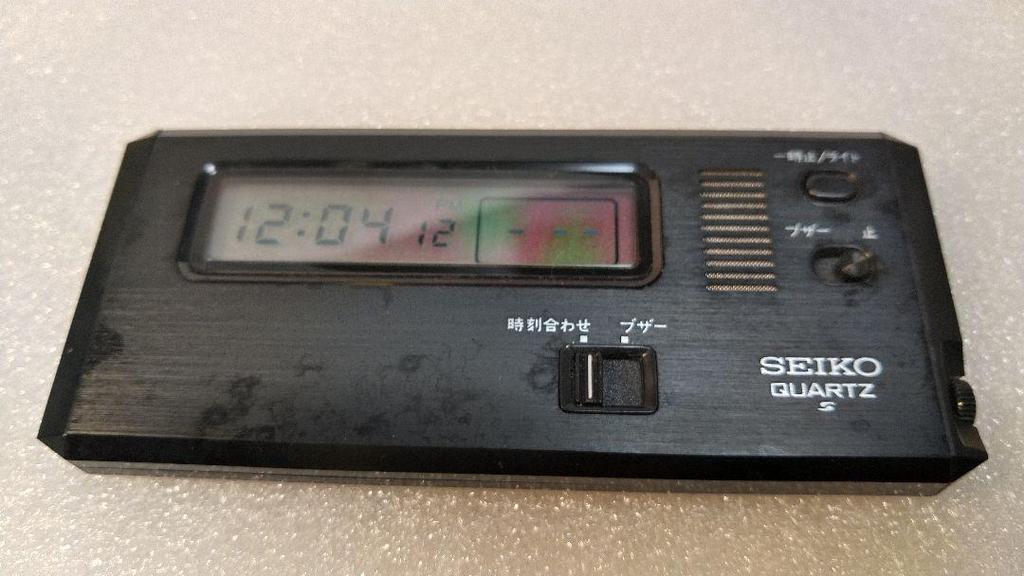 12:04 12 - --
一時止/ライト
ブザー 止
時刻合わせ ブザー
SEIKO
QUARTZ